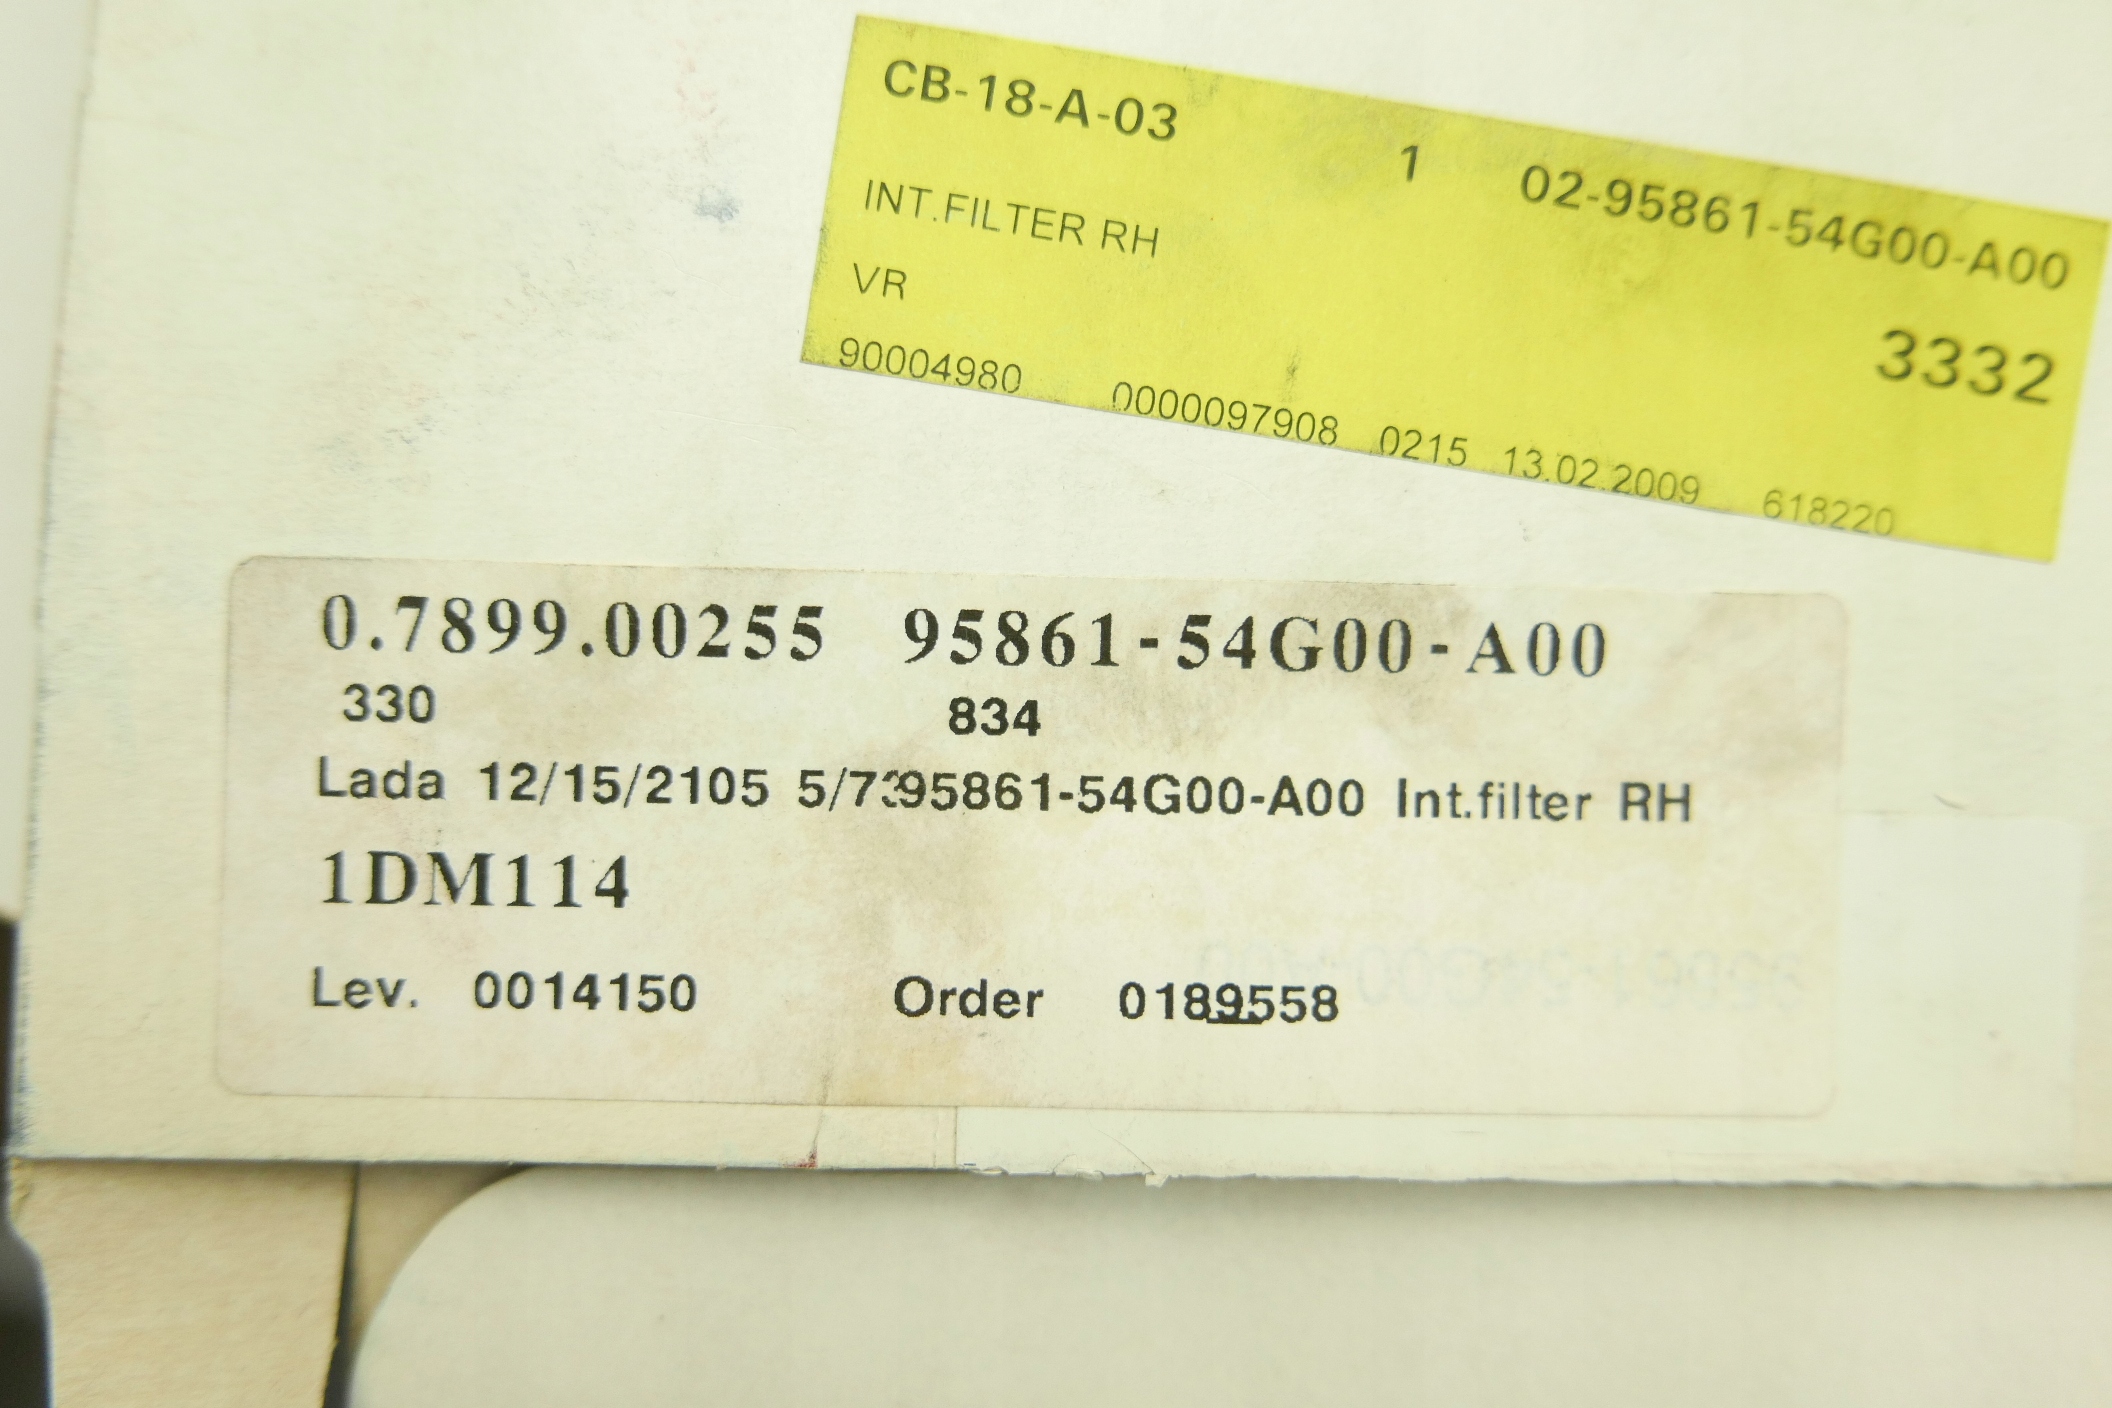 CB-18-A-03 1 02-95861-54G00-A00
INT.FILTER RH
VR 3332
90004980 0000097908 0215 13.02.2009 618220
0.7899.00255 95861-54G00-A00
330 834
Lada 12/15/2105 5/7395861-54G00-A00 Int.filter RH
1DM114
Lev. 0014150 Order 0189558